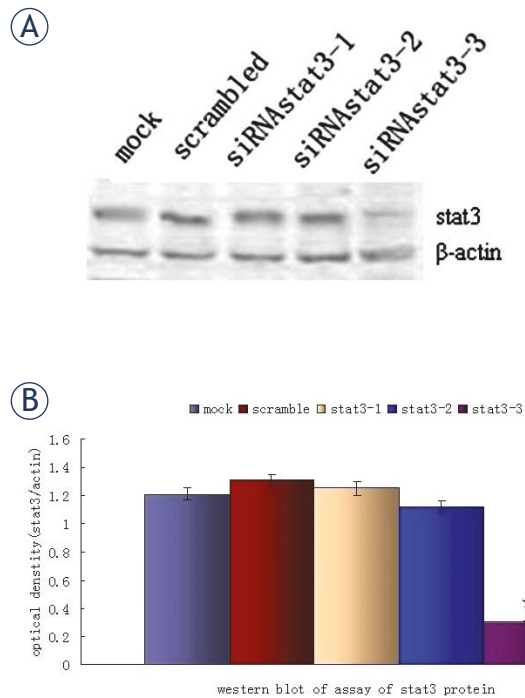 A
mock scrambled siRNAstat3-1 siRNAstat3-2 siRNAstat3-3
stat3
β-actin
B
mock scramble stat3-1 stat3-2 stat3-3
optical denstity(stat3/actin)
1.6
1.4
1.2
1
0.8
0.6
0.4
0.2
0
western blot of assay of stat3 protein